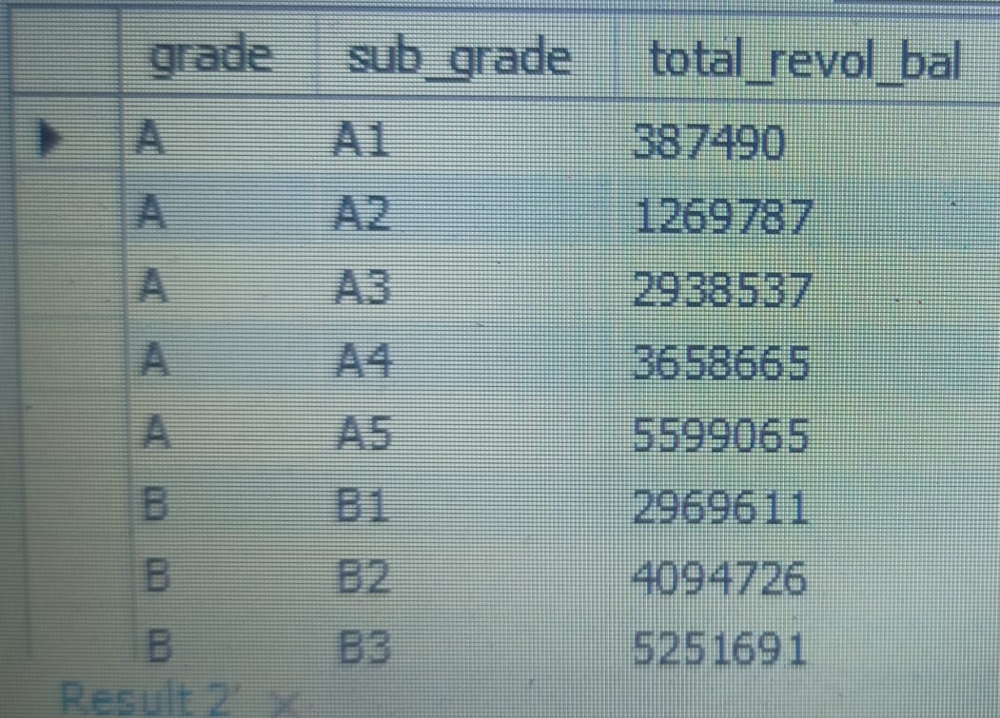 grade sub_grade total_revol_bal
A A1 387490
A A2 1269787
A A3 2938537
A A4 3658665
A A5 5599065
B B1 2969611
B B2 4094726
B B3 5251691
Result 2 ×